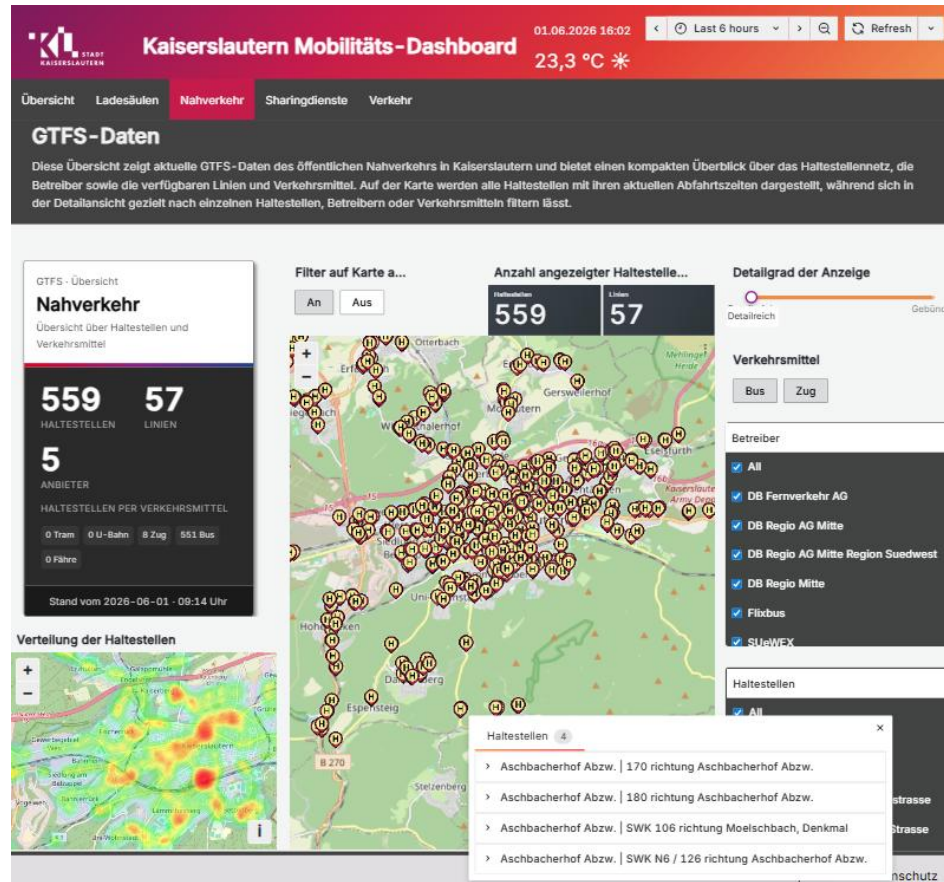 STADT
KAISERSLAUTERN
Kaiserslautern Mobilitäts-Dashboard
01.06.2026 16:02
23,3 °C
Last 6 hours
Refresh
Übersicht
Ladesäulen
Nahverkehr
Sharingdienste
Verkehr
GTFS-Daten
Diese Übersicht zeigt aktuelle GTFS-Daten des öffentlichen Nahverkehrs in Kaiserslautern und bietet einen kompakten Überblick über das Haltestellennetz, die
Betreiber sowie die verfügbaren Linien und Verkehrsmittel. Auf der Karte werden alle Haltestellen mit ihren aktuellen Abfahrtszeiten dargestellt, während sich in
der Detailansicht gezielt nach einzelnen Haltestellen, Betreibern oder Verkehrsmitteln filtern lässt.
GTFS - Übersicht
Nahverkehr
Übersicht über Haltestellen und
Verkehrsmittel
559
HALTESTELLEN
57
LINIEN
5
ANBIETER
HALTESTELLEN PER VERKEHRSMITTEL
0 Tram
0 U-Bahn
8 Zug
551 Bus
0 Fähre
Stand vom 2026-06-01 · 09:14 Uhr
Verteilung der Haltestellen
+
−
i
Filter auf Karte a...
An
Aus
Anzahl angezeigter Haltestelle...
Haltestellen
559
Linien
57
+
−
Otterbach
Gersweilerhof
Mehlinger
Heide
Kaiserslaute
Army Depo
Espensteig
B 270
Stelzenberg
Detailgrad der Anzeige
Detailreich
Gebünd
Verkehrsmittel
Bus
Zug
Betreiber
All
DB Fernverkehr AG
DB Regio AG Mitte
DB Regio AG Mitte Region Suedwest
DB Regio Mitte
Flixbus
SUeWEX
Haltestellen
All
strasse
Strasse
Haltestellen 4
×
Aschbacherhof Abzw. | 170 richtung Aschbacherhof Abzw.
Aschbacherhof Abzw. | 180 richtung Aschbacherhof Abzw.
Aschbacherhof Abzw. | SWK 106 richtung Moelschbach, Denkmal
Aschbacherhof Abzw. | SWK N6 / 126 richtung Aschbacherhof Abzw.
nschutz